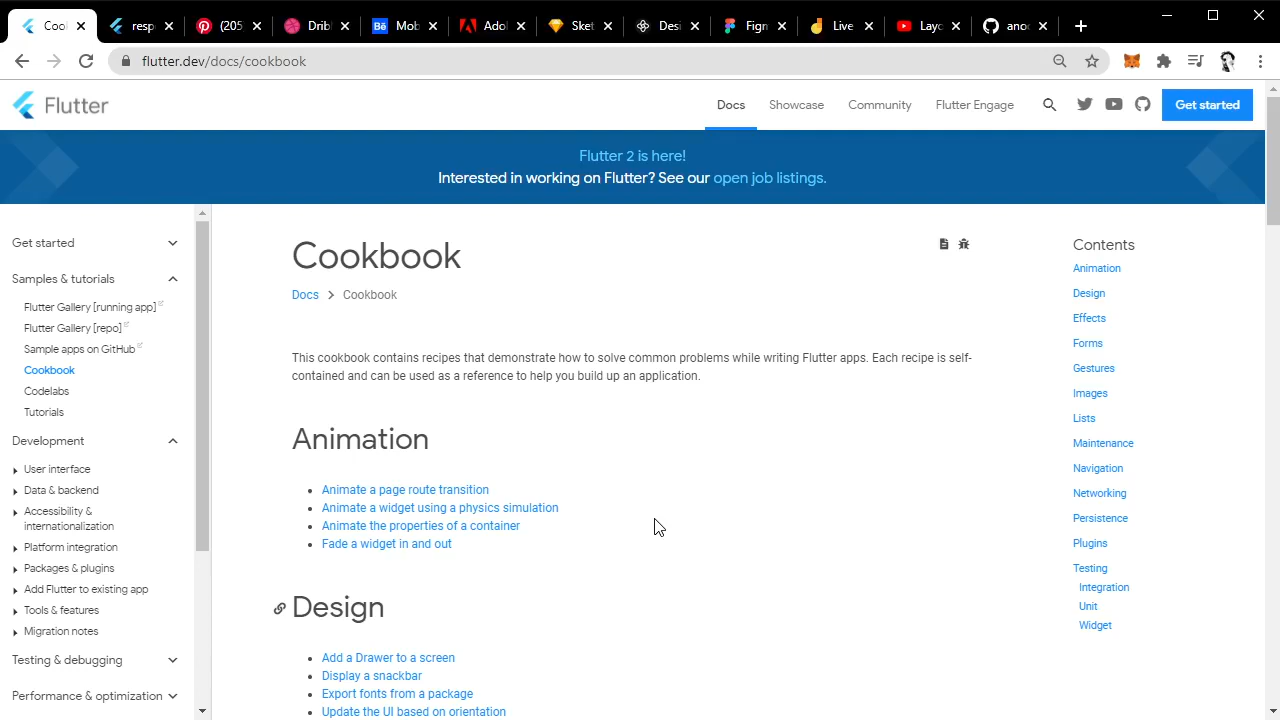 Cool
resp
(205
Dribl
Mob
Adol
Sket
Desi
Figm
Live
Layo
anoc
flutter.dev/docs/cookbook
Flutter
Docs
Showcase
Community
Flutter Engage
Get started
Flutter 2 is here!
Interested in working on Flutter? See our open job listings.
Get started
Samples & tutorials
Flutter Gallery [running app]
Flutter Gallery [repo]
Sample apps on GitHub
Cookbook
Codelabs
Tutorials
Development
User interface
Data & backend
Accessibility &
internationalization
Platform integration
Packages & plugins
Add Flutter to existing app
Tools & features
Migration notes
Testing & debugging
Performance & optimization
Cookbook
Docs > Cookbook
This cookbook contains recipes that demonstrate how to solve common problems while writing Flutter apps. Each recipe is self-
contained and can be used as a reference to help you build up an application.
Animation
Animate a page route transition
Animate a widget using a physics simulation
Animate the properties of a container
Fade a widget in and out
Design
Add a Drawer to a screen
Display a snackbar
Export fonts from a package
Update the UI based on orientation
Contents
Animation
Design
Effects
Forms
Gestures
Images
Lists
Maintenance
Navigation
Networking
Persistence
Plugins
Testing
Integration
Unit
Widget